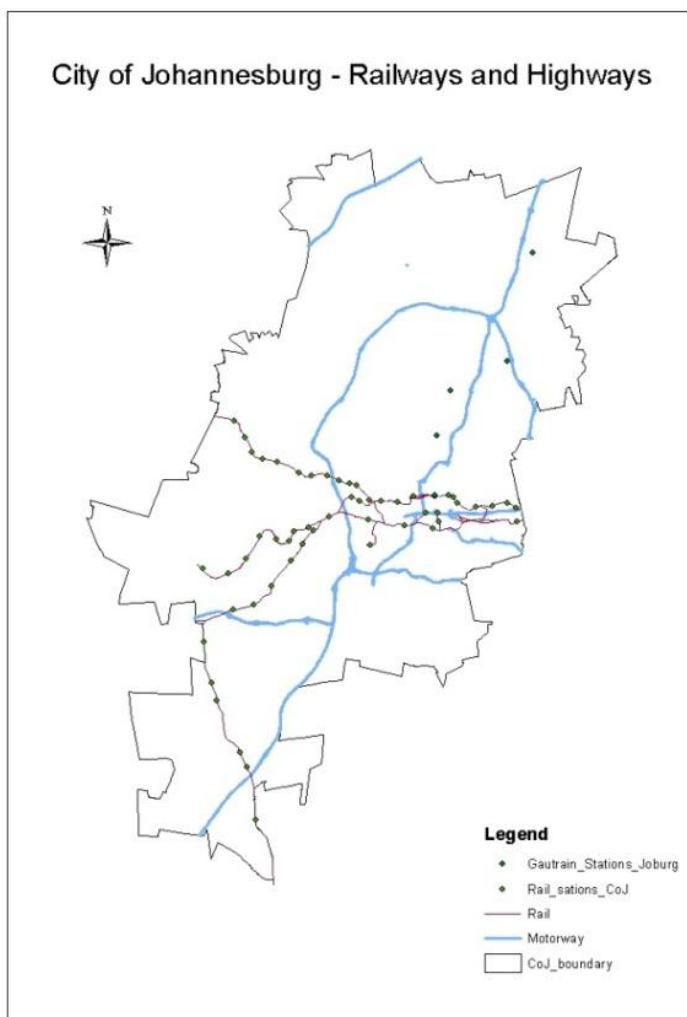 City of Johannesburg - Railways and Highways
N
Legend
Gautrain_Stations_Joburg
Rail_sations_CoJ
Rail
Motorway
CoJ_boundary